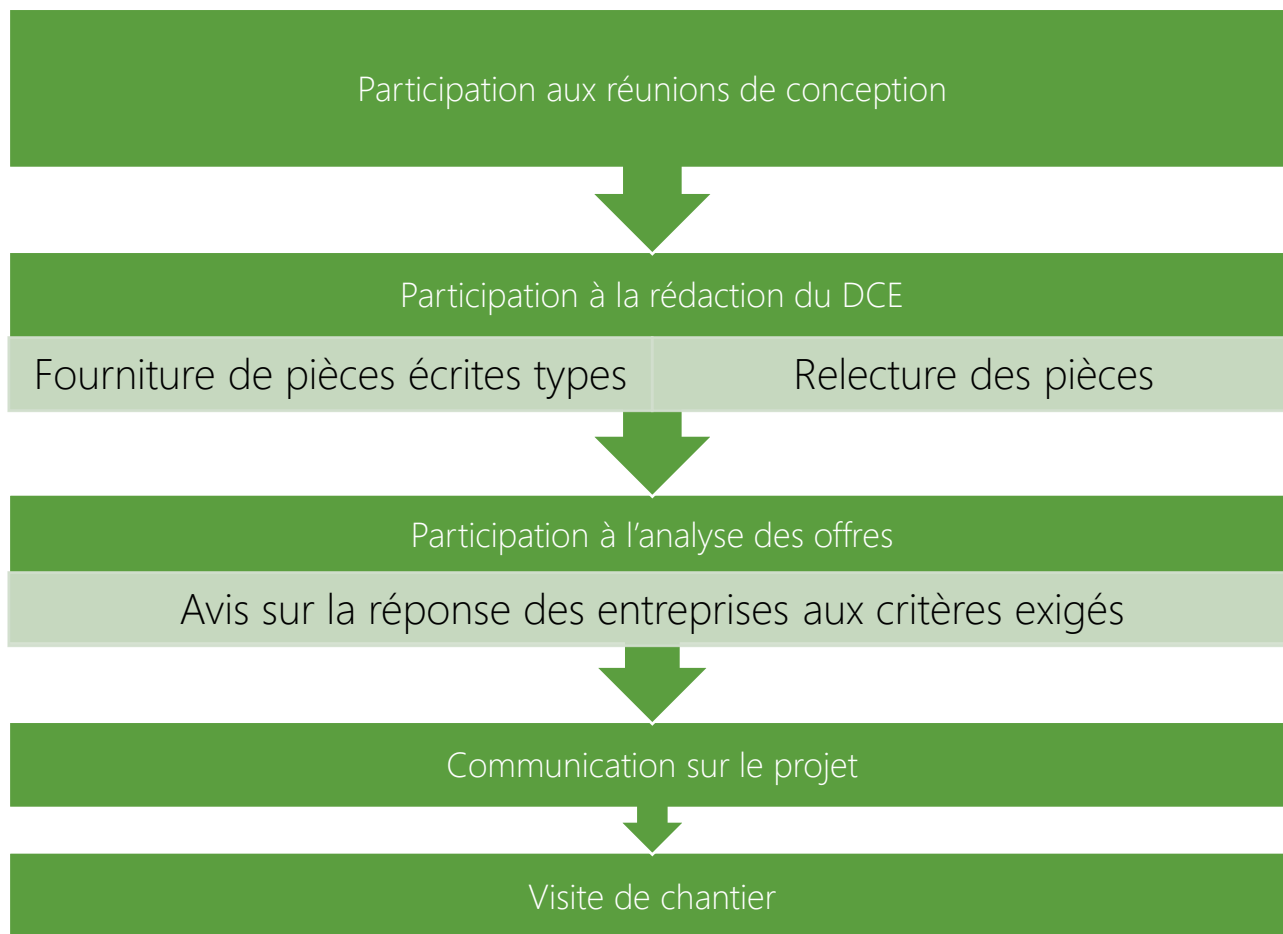 Participation aux réunions de conception
Participation à la rédaction du DCE
Fourniture de pièces écrites types
Relecture des pièces
Participation à l'analyse des offres
Avis sur la réponse des entreprises aux critères exigés
Communication sur le projet
Visite de chantier